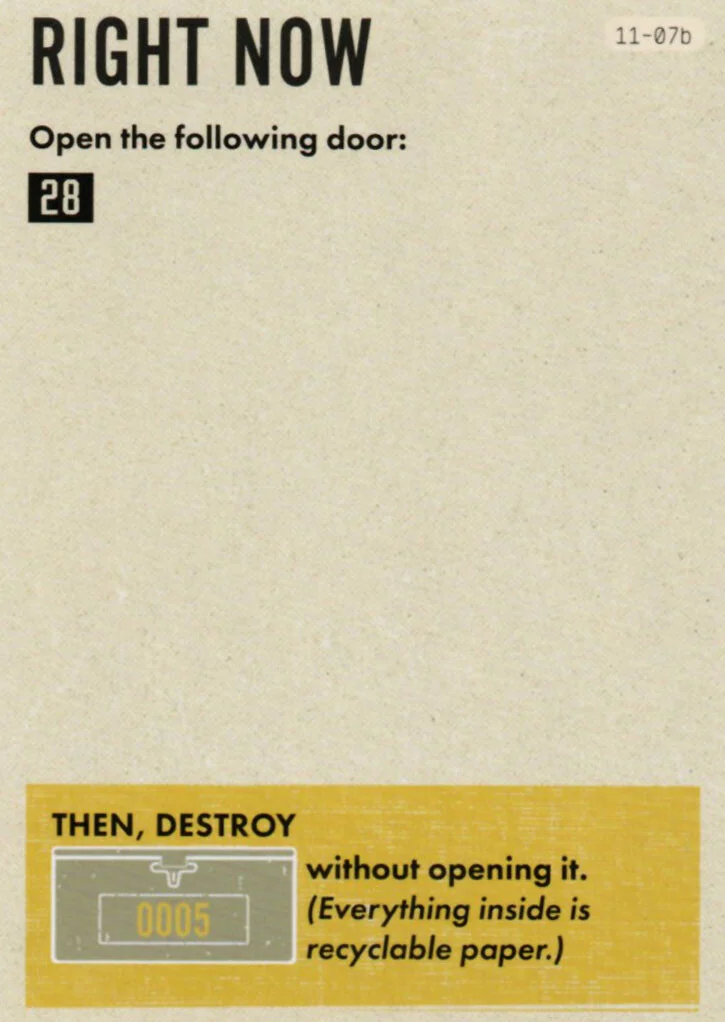 RIGHT NOW
11-07b
Open the following door:
28
THEN, DESTROY
0005
without opening it.
(Everything inside is
recyclable paper.)